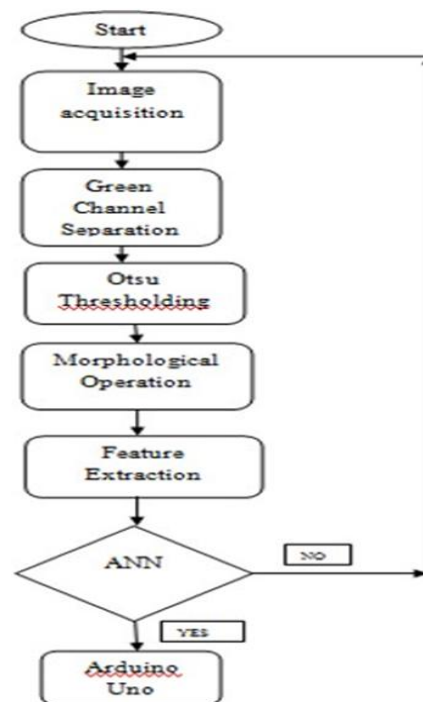 Start
Image
acquisition
Green
Channel
Separation
Otsu
Thresholding
Morphological
Operation
Feature
Extraction
ANN
NO
YES
Arduino
Uno